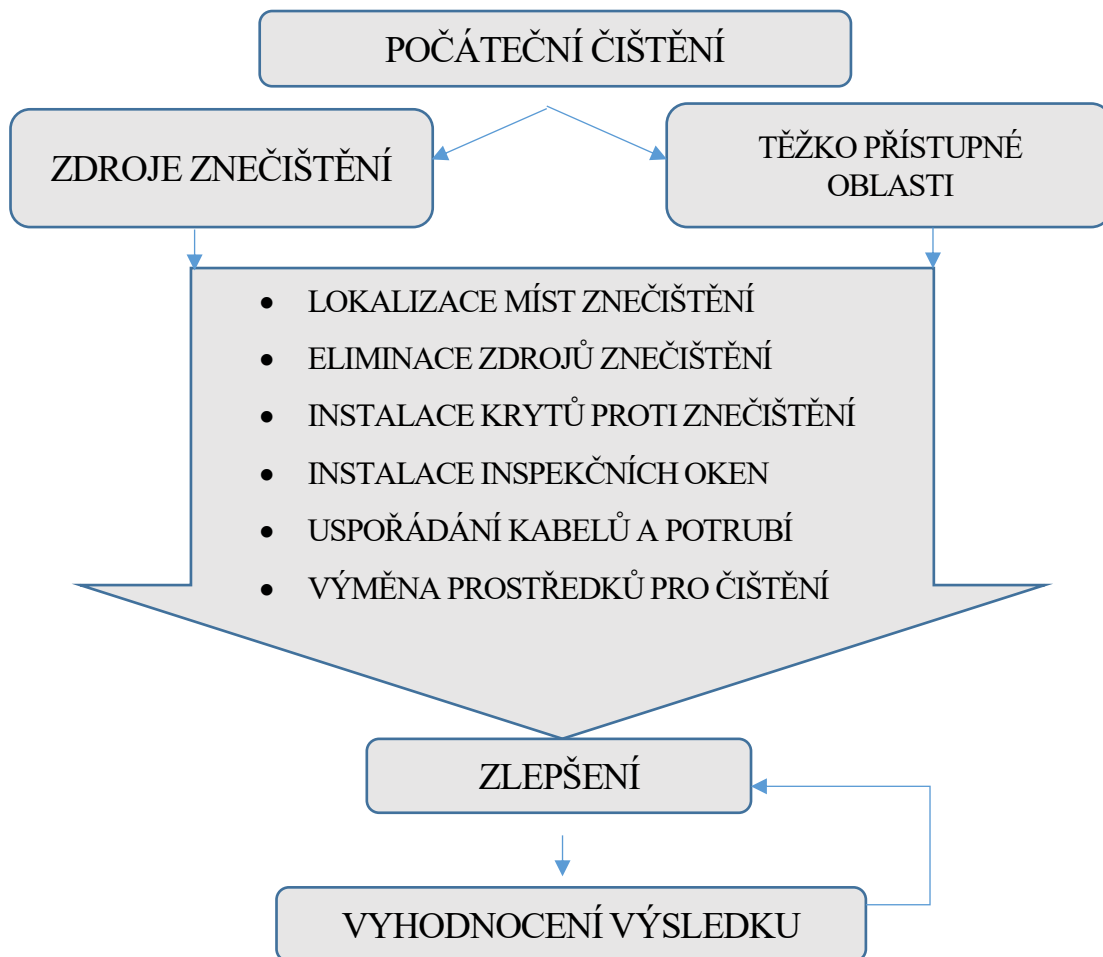 POČÁTEČNÍ ČIŠTĚNÍ
ZDROJE ZNEČIŠTĚNÍ
TĚŽKO PŘÍSTUPNÉ
OBLASTI
• LOKALIZACE MÍST ZNEČIŠTĚNÍ
• ELIMINACE ZDROJŮ ZNEČIŠTĚNÍ
• INSTALACE KRYTŮ PROTI ZNEČIŠTĚNÍ
• INSTALACE INSPEKČNÍCH OKEN
• USPOŘÁDÁNÍ KABELŮ A POTRUBÍ
• VÝMĚNA PROSTŘEDKŮ PRO ČIŠTĚNÍ
ZLEPŠENÍ
VYHODNOCENÍ VÝSLEDKU